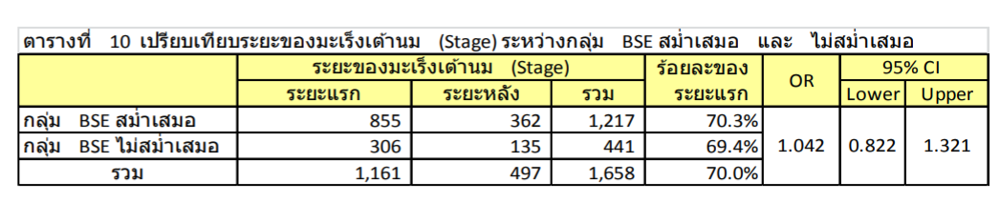 ตารางที่ 10 เปรียบเทียบระยะของมะเร็งเต้านม (Stage) ระหว่างกลุ่ม BSE สม่ำเสมอ และ ไม่สม่ำเสมอ
ระยะของมะเร็งเต้านม (Stage) ร้อยละของ OR 95% CI
ระยะแรก ระยะหลัง รวม ระยะแรก Lower Upper
กลุ่ม BSE สม่ำเสมอ 855 362 1,217 70.3%
กลุ่ม BSE ไม่สม่ำเสมอ 306 135 441 69.4% 1.042 0.822 1.321
รวม 1,161 497 1,658 70.0%